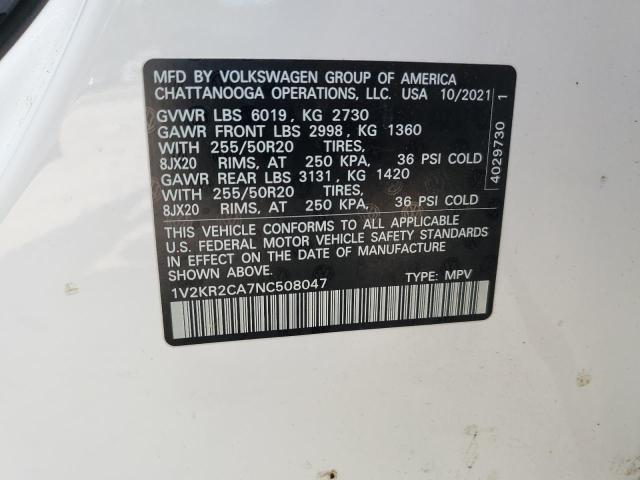 MFD BY VOLKSWAGEN GROUP OF AMERICA
CHATTANOOGA OPERATIONS, LLC. USA 10/2021
GVWR LBS 6019, KG 2730
GAWR FRONT LBS 2998, KG 1360
WITH 255/50R20 TIRES,
8JX20 RIMS, AT 250 KPA, 36 PSI COLD
GAWR REAR LBS 3131, KG 1420
WITH 255/50R20 TIRES,
8JX20 RIMS, AT 250 KPA, 36 PSI COLD
THIS VEHICLE CONFORMS TO ALL APPLICABLE
U.S. FEDERAL MOTOR VEHICLE SAFETY STANDARDS
IN EFFECT ON THE DATE OF MANUFACTURE
SHOWN ABOVE.
1V2KR2CA7NC508047 TYPE: MPV
4029730 1